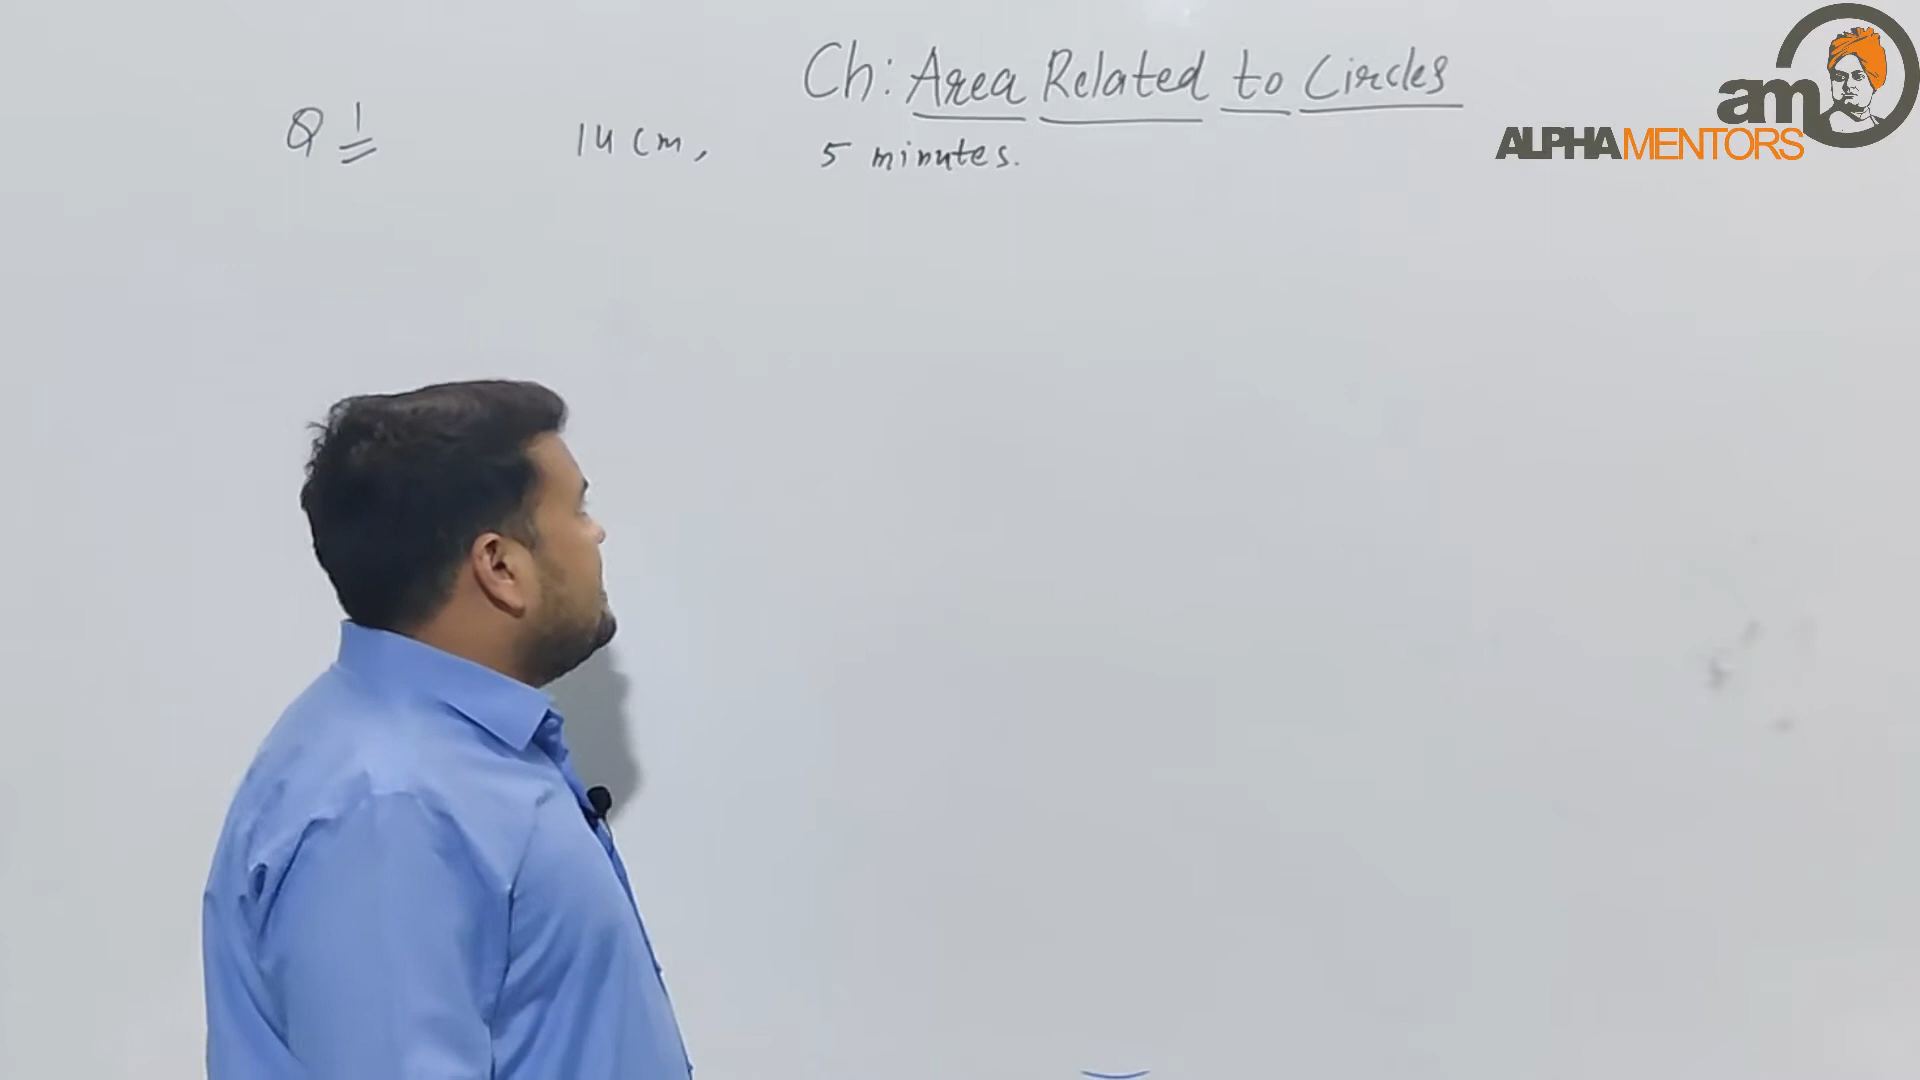 Ch: Area Related to Circles
Q 1 14 cm, 5 minutes.
am
ALPHAMENTORS